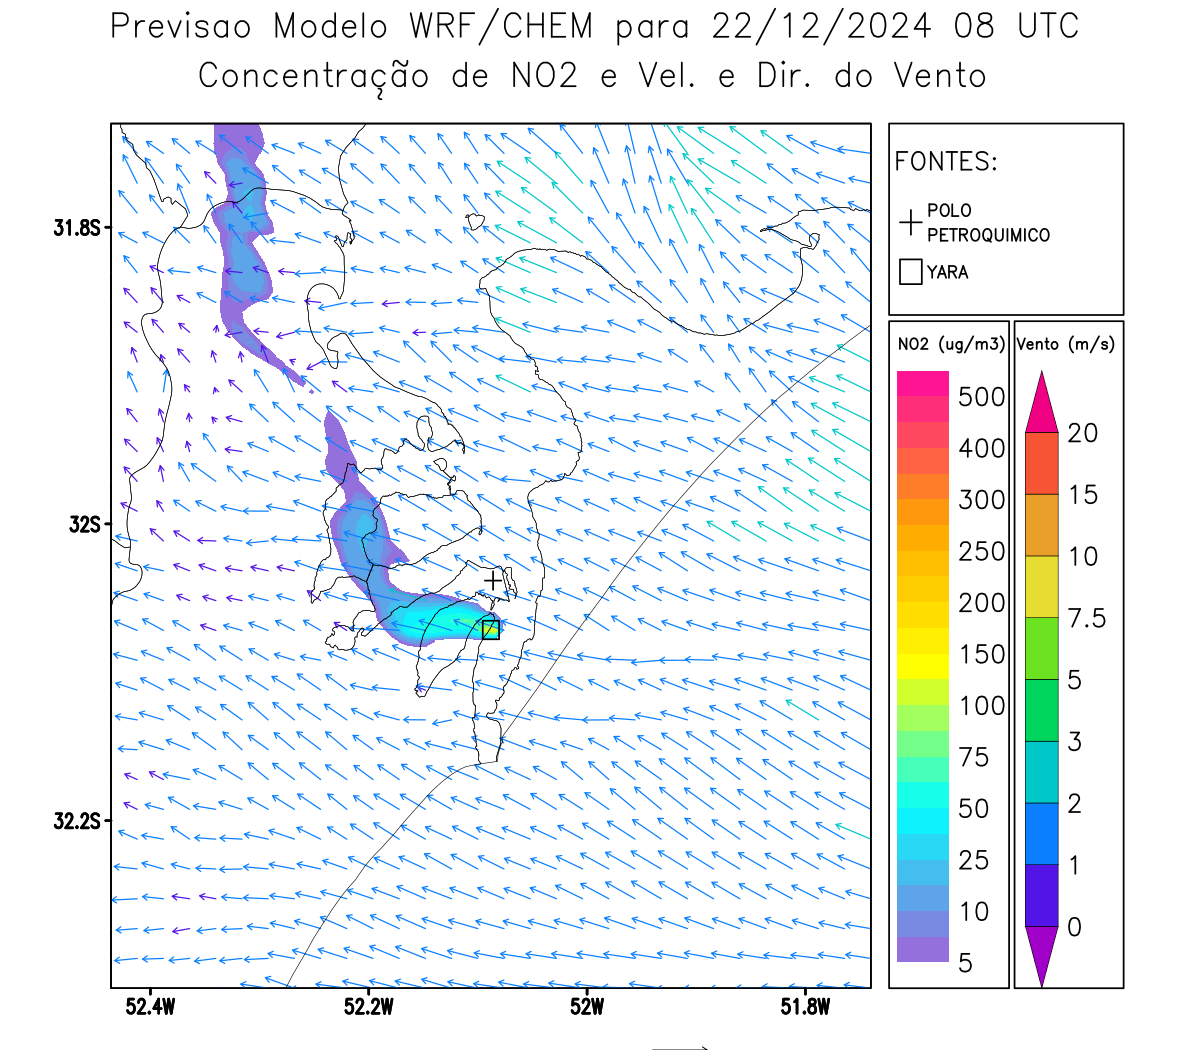 Previsao Modelo WRF/CHEM para 22/12/2024 08 UTC
Concentração de NO2 e Vel. e Dir. do Vento
FONTES:
POLO
PETROQUIMICO
YARA
NO2 (ug/m3)
500
400
300
250
200
150
100
75
50
25
10
5
Vento (m/s)
20
15
10
7.5
5
3
2
1
0
31.8S
32S
32.2S
52.4W
52.2W
52W
51.8W